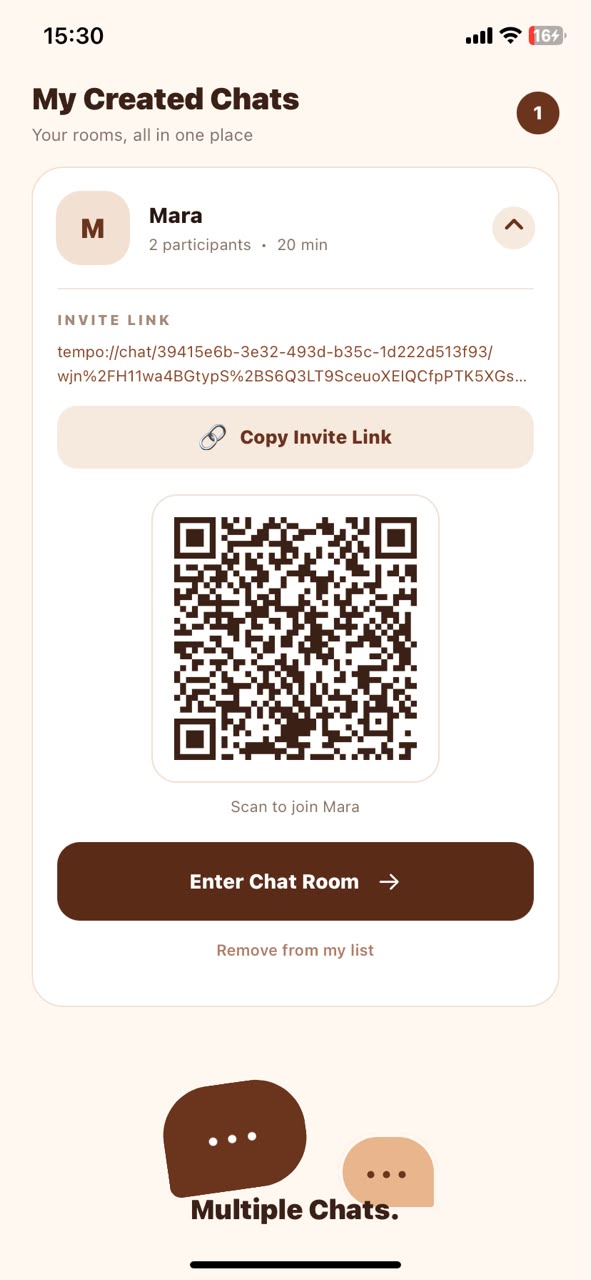 15:30
16
My Created Chats
Your rooms, all in one place
1
M
Mara
2 participants • 20 min
INVITE LINK
tempo://chat/39415e6b-3e32-493d-b35c-1d222d513f93/
wjn%2FH11wa4BGtypS%2BS6Q3LT9SceuoXElQCfpPTK5XGs...
Copy Invite Link
Scan to join Mara
Enter Chat Room →
Remove from my list
Multiple Chats.